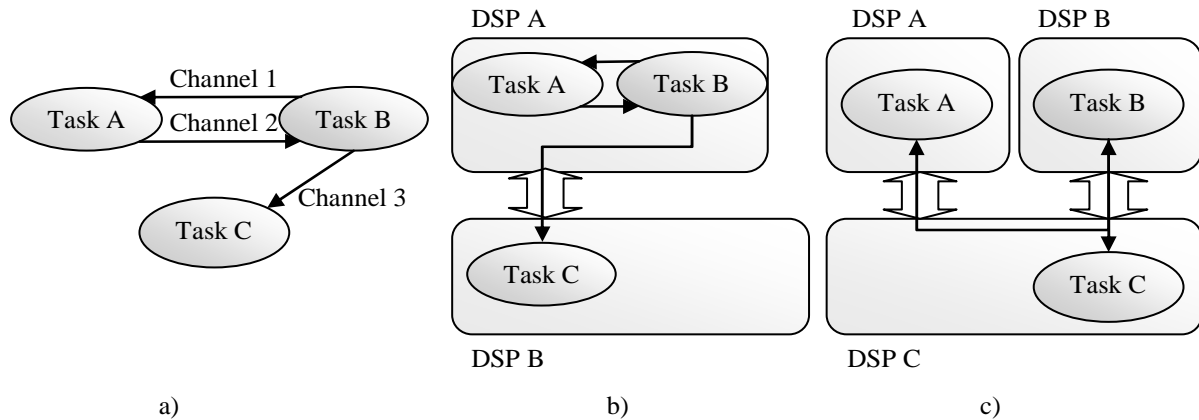 Channel 1
Task A
Channel 2
Task B
Channel 3
Task C
a)
DSP A
Task A
Task B
Task C
DSP B
b)
DSP A
DSP B
Task A
Task B
Task C
DSP C
c)